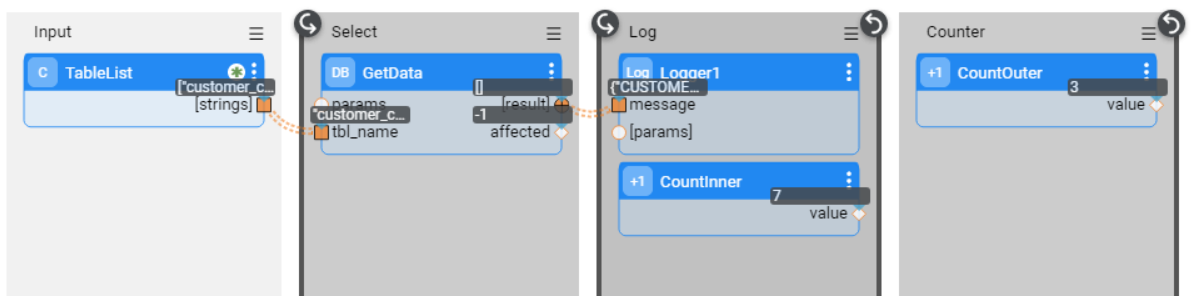 Input
C TableList
["customer_c...
[strings]
Select
DB GetData
[]
params
[result]
"customer_c...
-1
tbl_name
affected
Log
Log Logger1
{"CUSTOME...
message
[params]
+1 CountInner
7
value
Counter
+1 CountOuter
3
value